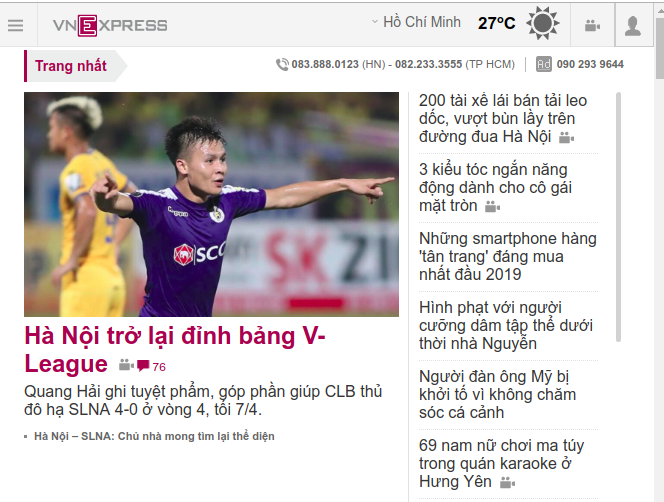 VNEXPRESS
Hồ Chí Minh
27°C
Trang nhất
083.888.0123 (HN) - 082.233.3555 (TP HCM)
Ad 090 293 9644
SCG
SK
Hà Nội trở lại đỉnh bảng V-
League 76
Quang Hải ghi tuyệt phẩm, góp phần giúp CLB thủ
đô hạ SLNA 4-0 ở vòng 4, tối 7/4.
Hà Nội – SLNA: Chủ nhà mong tìm lại thể diện
200 tài xế lái bán tải leo
dốc, vượt bùn lầy trên
đường đua Hà Nội
3 kiểu tóc ngắn năng
động dành cho cô gái
mặt tròn
Những smartphone hàng
'tân trang' đáng mua
nhất đầu 2019
Hình phạt với người
cưỡng dâm tập thể dưới
thời nhà Nguyễn
Người đàn ông Mỹ bị
khởi tố vì không chăm
sóc cá cảnh
69 nam nữ chơi ma túy
trong quán karaoke ở
Hưng Yên